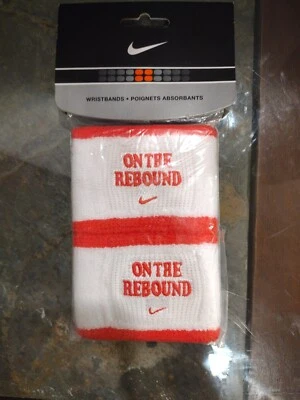 WRISTBANDS • POIGNETS ABSORBANTS
ON THE
REBOUND
ON THE
REBOUND